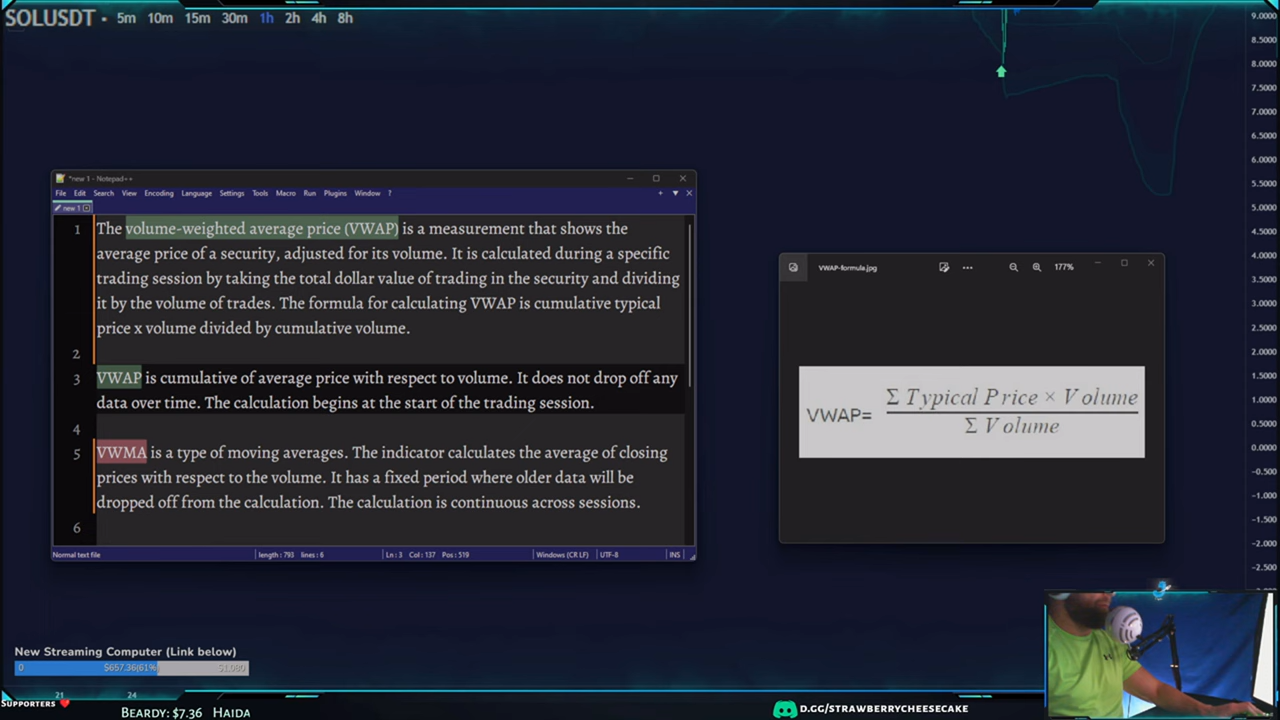 SOLUSDT 5m 10m 15m 30m 1h 2h 4h 8h
9.0000
8.5000
8.0000
7.5000
7.0000
6.5000
6.0000
5.5000
5.0000
4.5000
4.0000
3.5000
3.0000
2.5000
2.0000
1.5000
1.0000
0.5000
0.0000
-0.500
-1.000
-1.500
-2.000
-2.500
*new 1 - Notepad++
File Edit Search View Encoding Language Settings Tools Macro Run Plugins Window ?
new 1
1 The volume-weighted average price (VWAP) is a measurement that shows the
average price of a security, adjusted for its volume. It is calculated during a specific
trading session by taking the total dollar value of trading in the security and dividing
it by the volume of trades. The formula for calculating VWAP is cumulative typical
price x volume divided by cumulative volume.
2
3 VWAP is cumulative of average price with respect to volume. It does not drop off any
data over time. The calculation begins at the start of the trading session.
4
5 VWMA is a type of moving averages. The indicator calculates the average of closing
prices with respect to the volume. It has a fixed period where older data will be
dropped off from the calculation. The calculation is continuous across sessions.
6
Normal text file length : 793 lines : 6 Ln : 3 Col : 137 Pos : 519 Windows (CR LF) UTF-8 INS
VWAP-formula.jpg 177%
Σ Typical Price × Volume
VWAP=
Σ Volume
New Streaming Computer (Link below)
0 $657.36(61%)
21 24
SUPPORTERS
BEARDY: $7.36 HAIDA
D.GG/STRAWBERRYCHEESECAKE